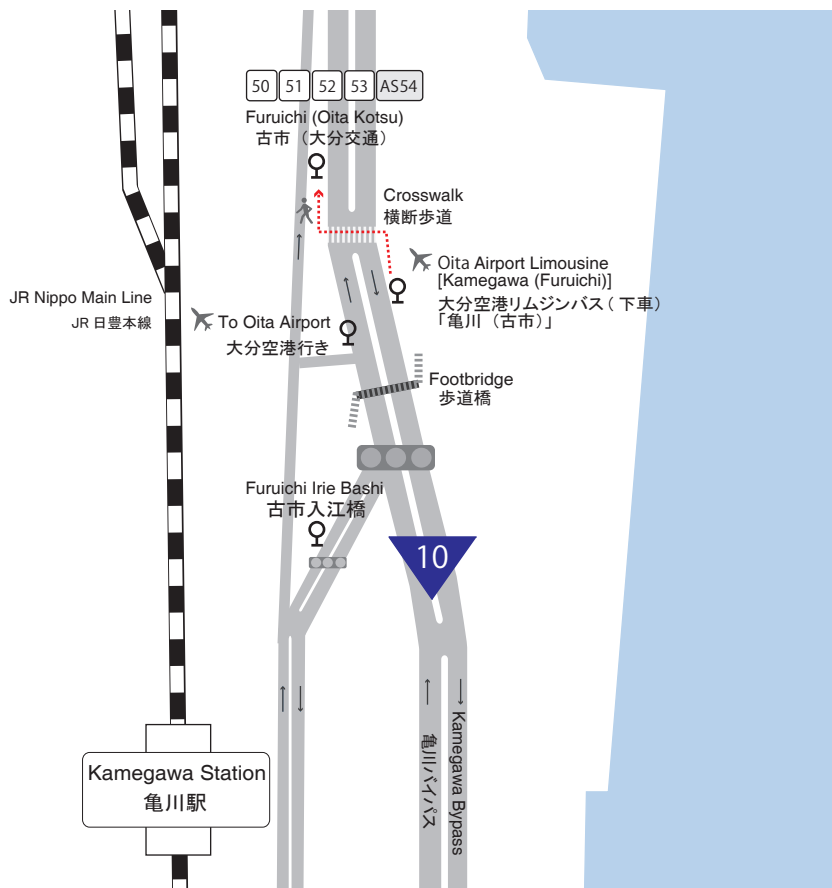 50 51 52 53 AS54
Furuichi (Oita Kotsu)
古市（大分交通）
Crosswalk
横断歩道
Oita Airport Limousine
[Kamegawa (Furuichi)]
大分空港リムジンバス（下車）
「亀川（古市）」
JR Nippo Main Line
JR 日豊本線
To Oita Airport
大分空港行き
Footbridge
歩道橋
Furuichi Irie Bashi
古市入江橋
10
Kamegawa Station
亀川駅
亀川バイパス
Kamegawa Bypass